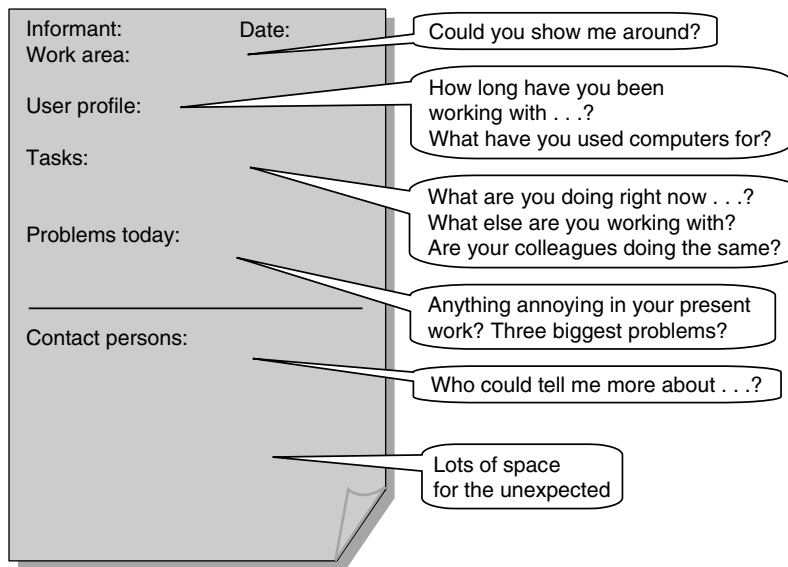 Informant: Date:
Work area:
Could you show me around?
User profile:
How long have you been
working with . . .?
What have you used computers for?
Tasks:
What are you doing right now . . .?
What else are you working with?
Are your colleagues doing the same?
Problems today:
Anything annoying in your present
work? Three biggest problems?
Contact persons:
Who could tell me more about . . .?
Lots of space
for the unexpected